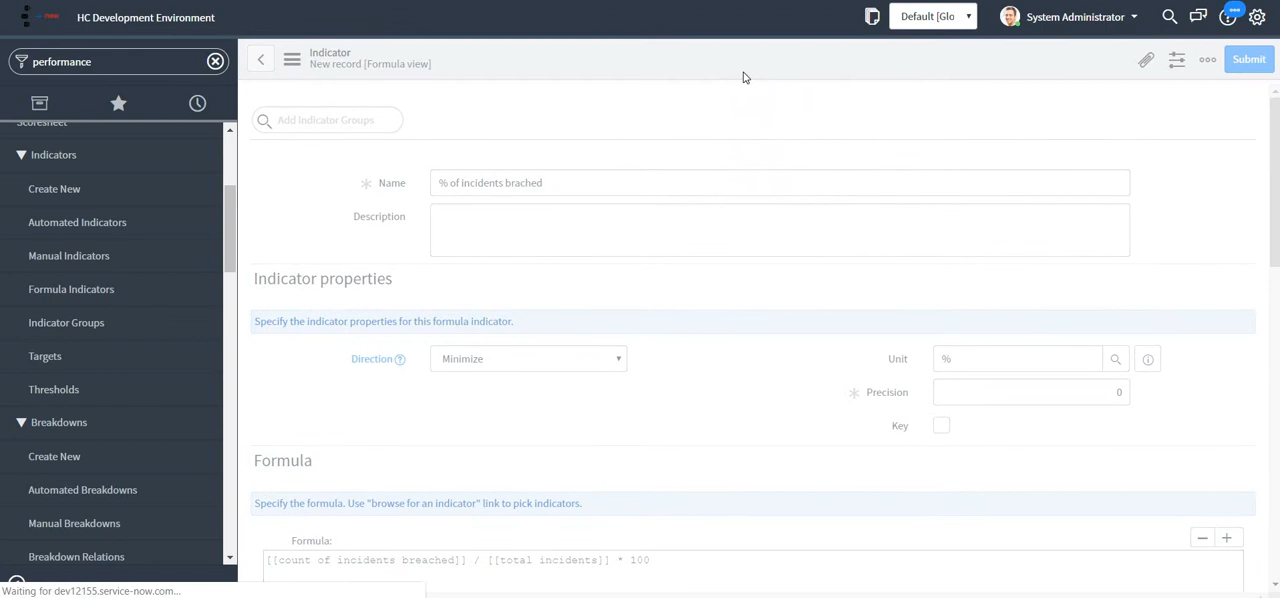 now
HC Development Environment
Default [Glo
System Administrator
performance
Scoresheet
Indicators
Create New
Automated Indicators
Manual Indicators
Formula Indicators
Indicator Groups
Targets
Thresholds
Breakdowns
Create New
Automated Breakdowns
Manual Breakdowns
Breakdown Relations
Indicator
New record [Formula view]
Submit
Add Indicator Groups
Name
% of incidents brached
Description
Indicator properties
Specify the indicator properties for this formula indicator.
Direction
Minimize
Unit
%
Precision
0
Key
Formula
Specify the formula. Use "browse for an indicator" link to pick indicators.
Formula:
[[count of incidents breached]] / [[total incidents]] * 100
Waiting for dev12155.service-now.com...